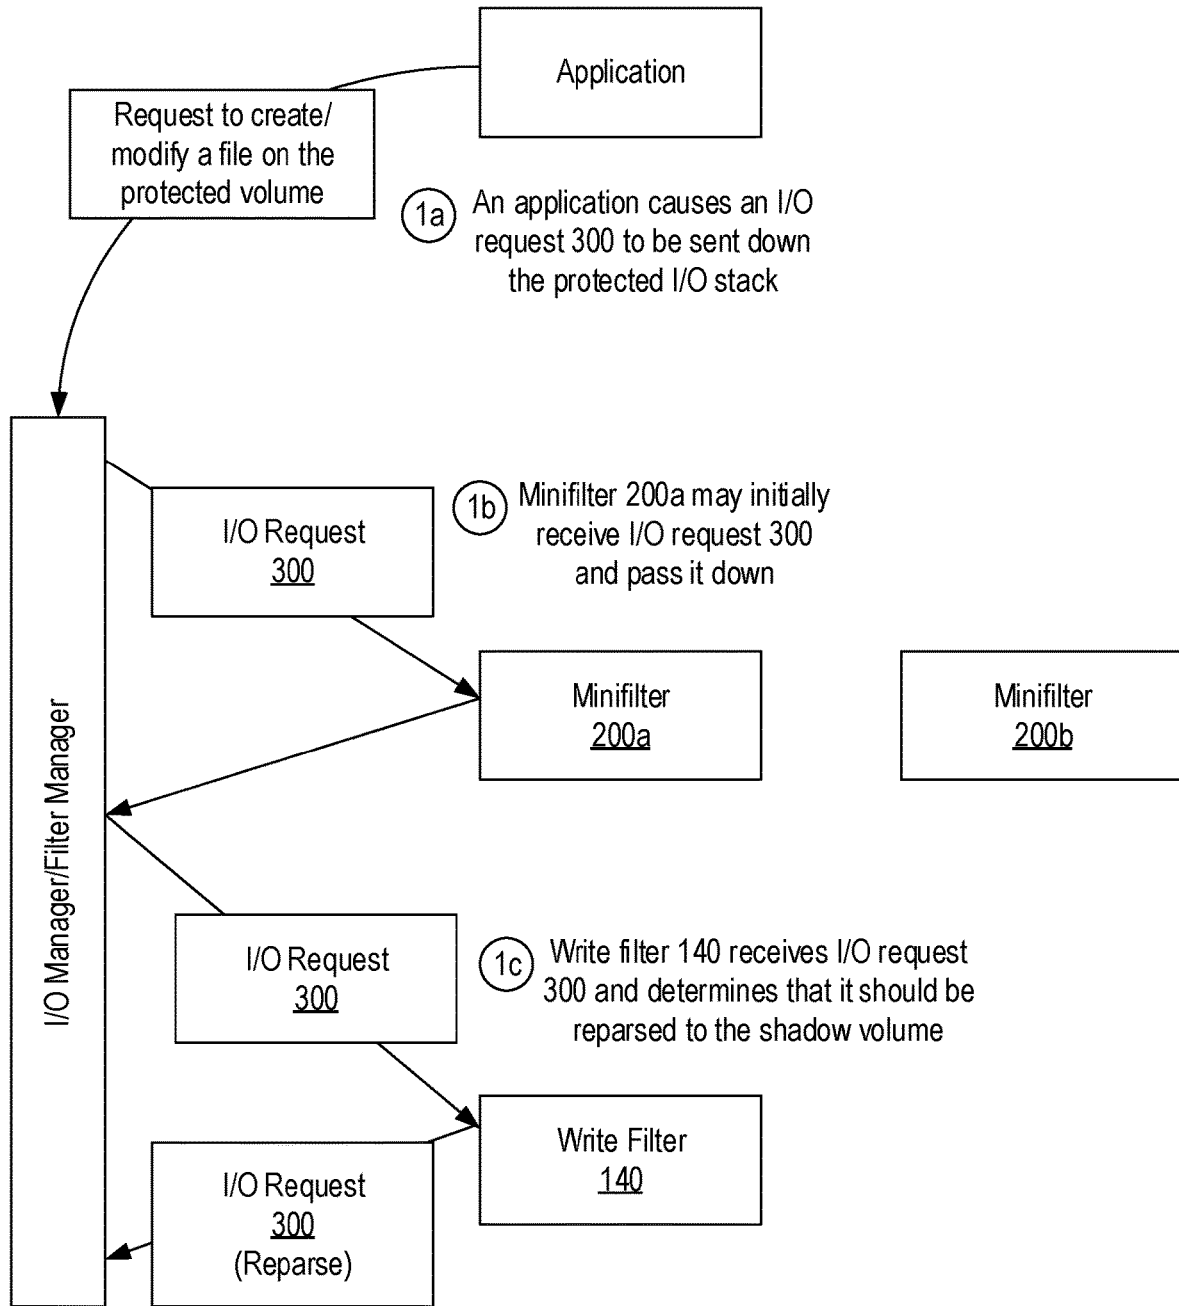 Application
Request to create/
modify a file on the
protected volume
1a
An application causes an I/O
request 300 to be sent down
the protected I/O stack
I/O Manager/Filter Manager
I/O Request
300
1b
Minifilter 200a may initially
receive I/O request 300
and pass it down
Minifilter
200a
Minifilter
200b
I/O Request
300
1c
Write filter 140 receives I/O request
300 and determines that it should be
reparsed to the shadow volume
Write Filter
140
I/O Request
300
(Reparse)